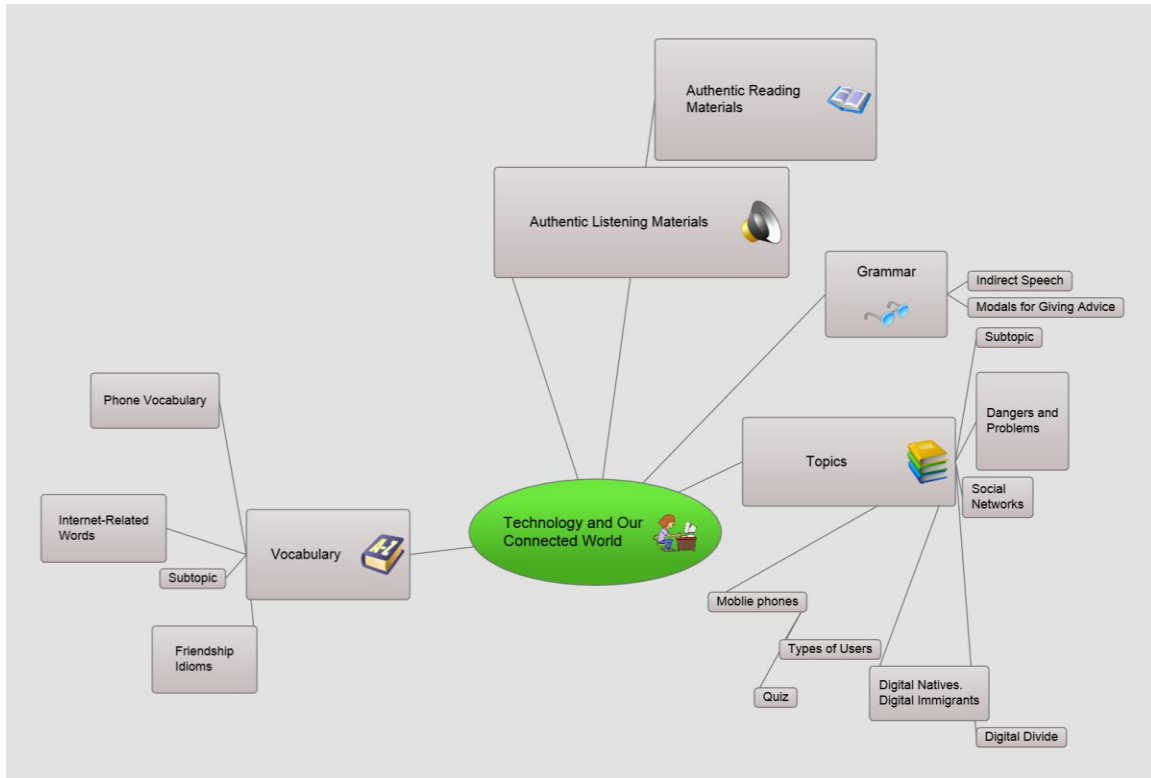 Authentic Reading
Materials
Authentic Listening Materials
Grammar
Indirect Speech
Modals for Giving Advice
Subtopic
Dangers and
Problems
Topics
Social
Networks
Phone Vocabulary
Internet-Related
Words
Vocabulary
A-Z
Subtopic
Friendship
Idioms
Technology and Our
Connected World
Moblie phones
Types of Users
Quiz
Digital Natives.
Digital Immigrants
Digital Divide